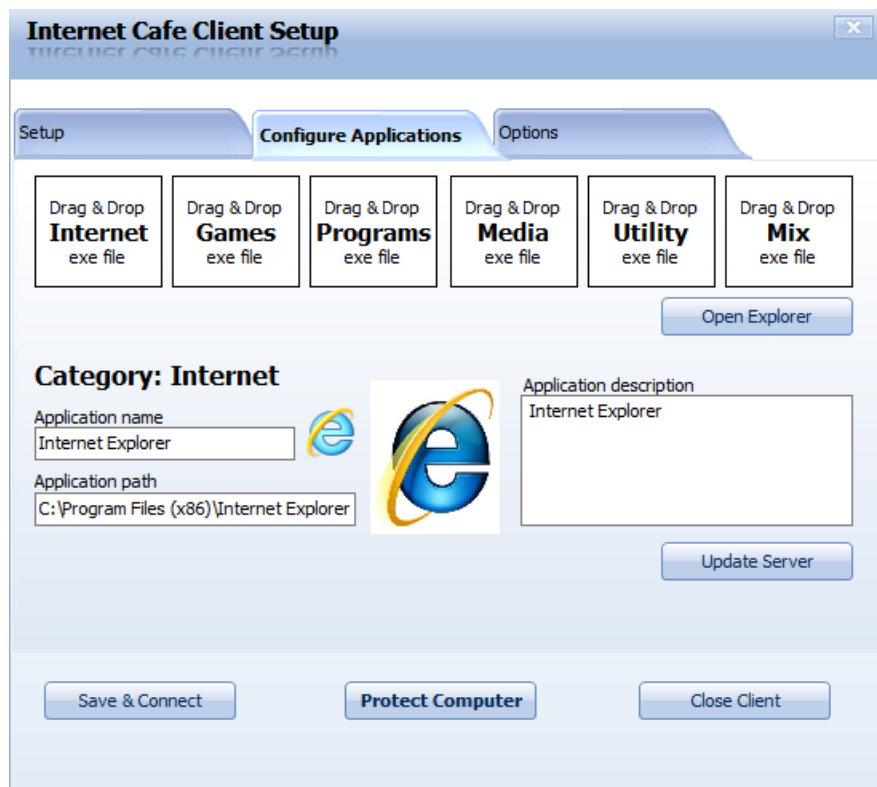 Internet Cafe Client Setup
Setup
Configure Applications
Options
Drag & Drop
Internet
exe file
Drag & Drop
Games
exe file
Drag & Drop
Programs
exe file
Drag & Drop
Media
exe file
Drag & Drop
Utility
exe file
Drag & Drop
Mix
exe file
Open Explorer
Category: Internet
Application name
Internet Explorer
Application path
C:\Program Files (x86)\Internet Explorer
Application description
Internet Explorer
Update Server
Save & Connect
Protect Computer
Close Client